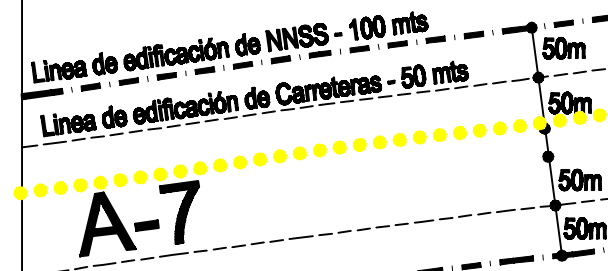 Linea de edificación de NNSS - 100 mts
50m
Linea de edificación de Carreteras - 50 mts
50m
50m
A-7
50m